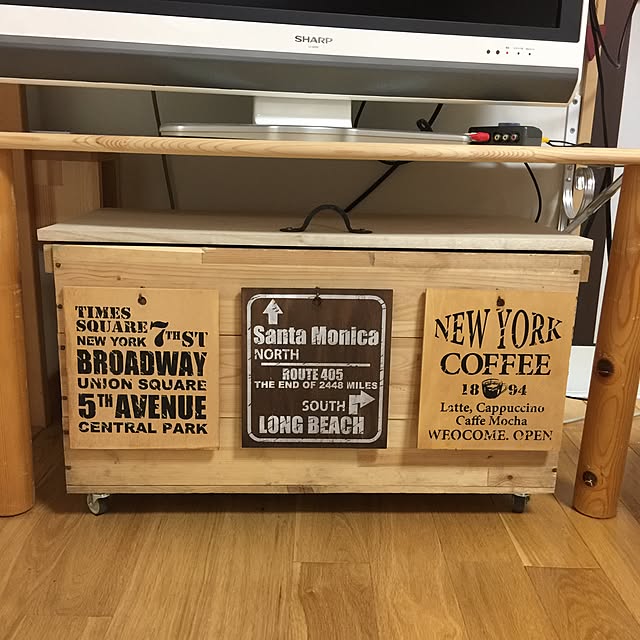 SHARP
TIMES
SQUARE 7TH ST
NEW YORK
BROADWAY
UNION SQUARE
5TH AVENUE
CENTRAL PARK
Santa Monica
NORTH
ROUTE 405
THE END OF 2448 MILES
SOUTH
LONG BEACH
NEW YORK
COFFEE
18 94
Latte, Cappuccino
Caffe Mocha
WEOCOME. OPEN